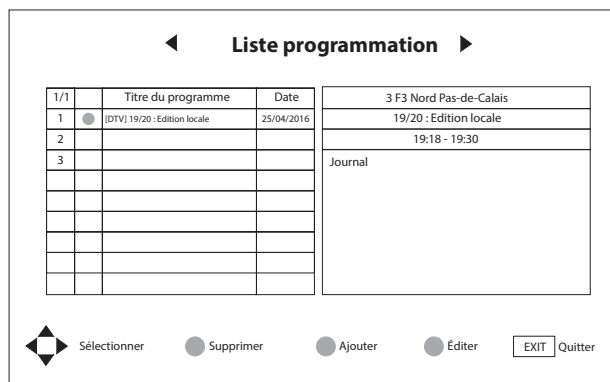 Liste programmation
1/1 Titre du programme Date
1 [DTV] 19/20 : Edition locale 25/04/2016
2
3
3 F3 Nord Pas-de-Calais
19/20 : Edition locale
19:18 - 19:30
Journal
Sélectionner Supprimer Ajouter Éditer EXIT Quitter